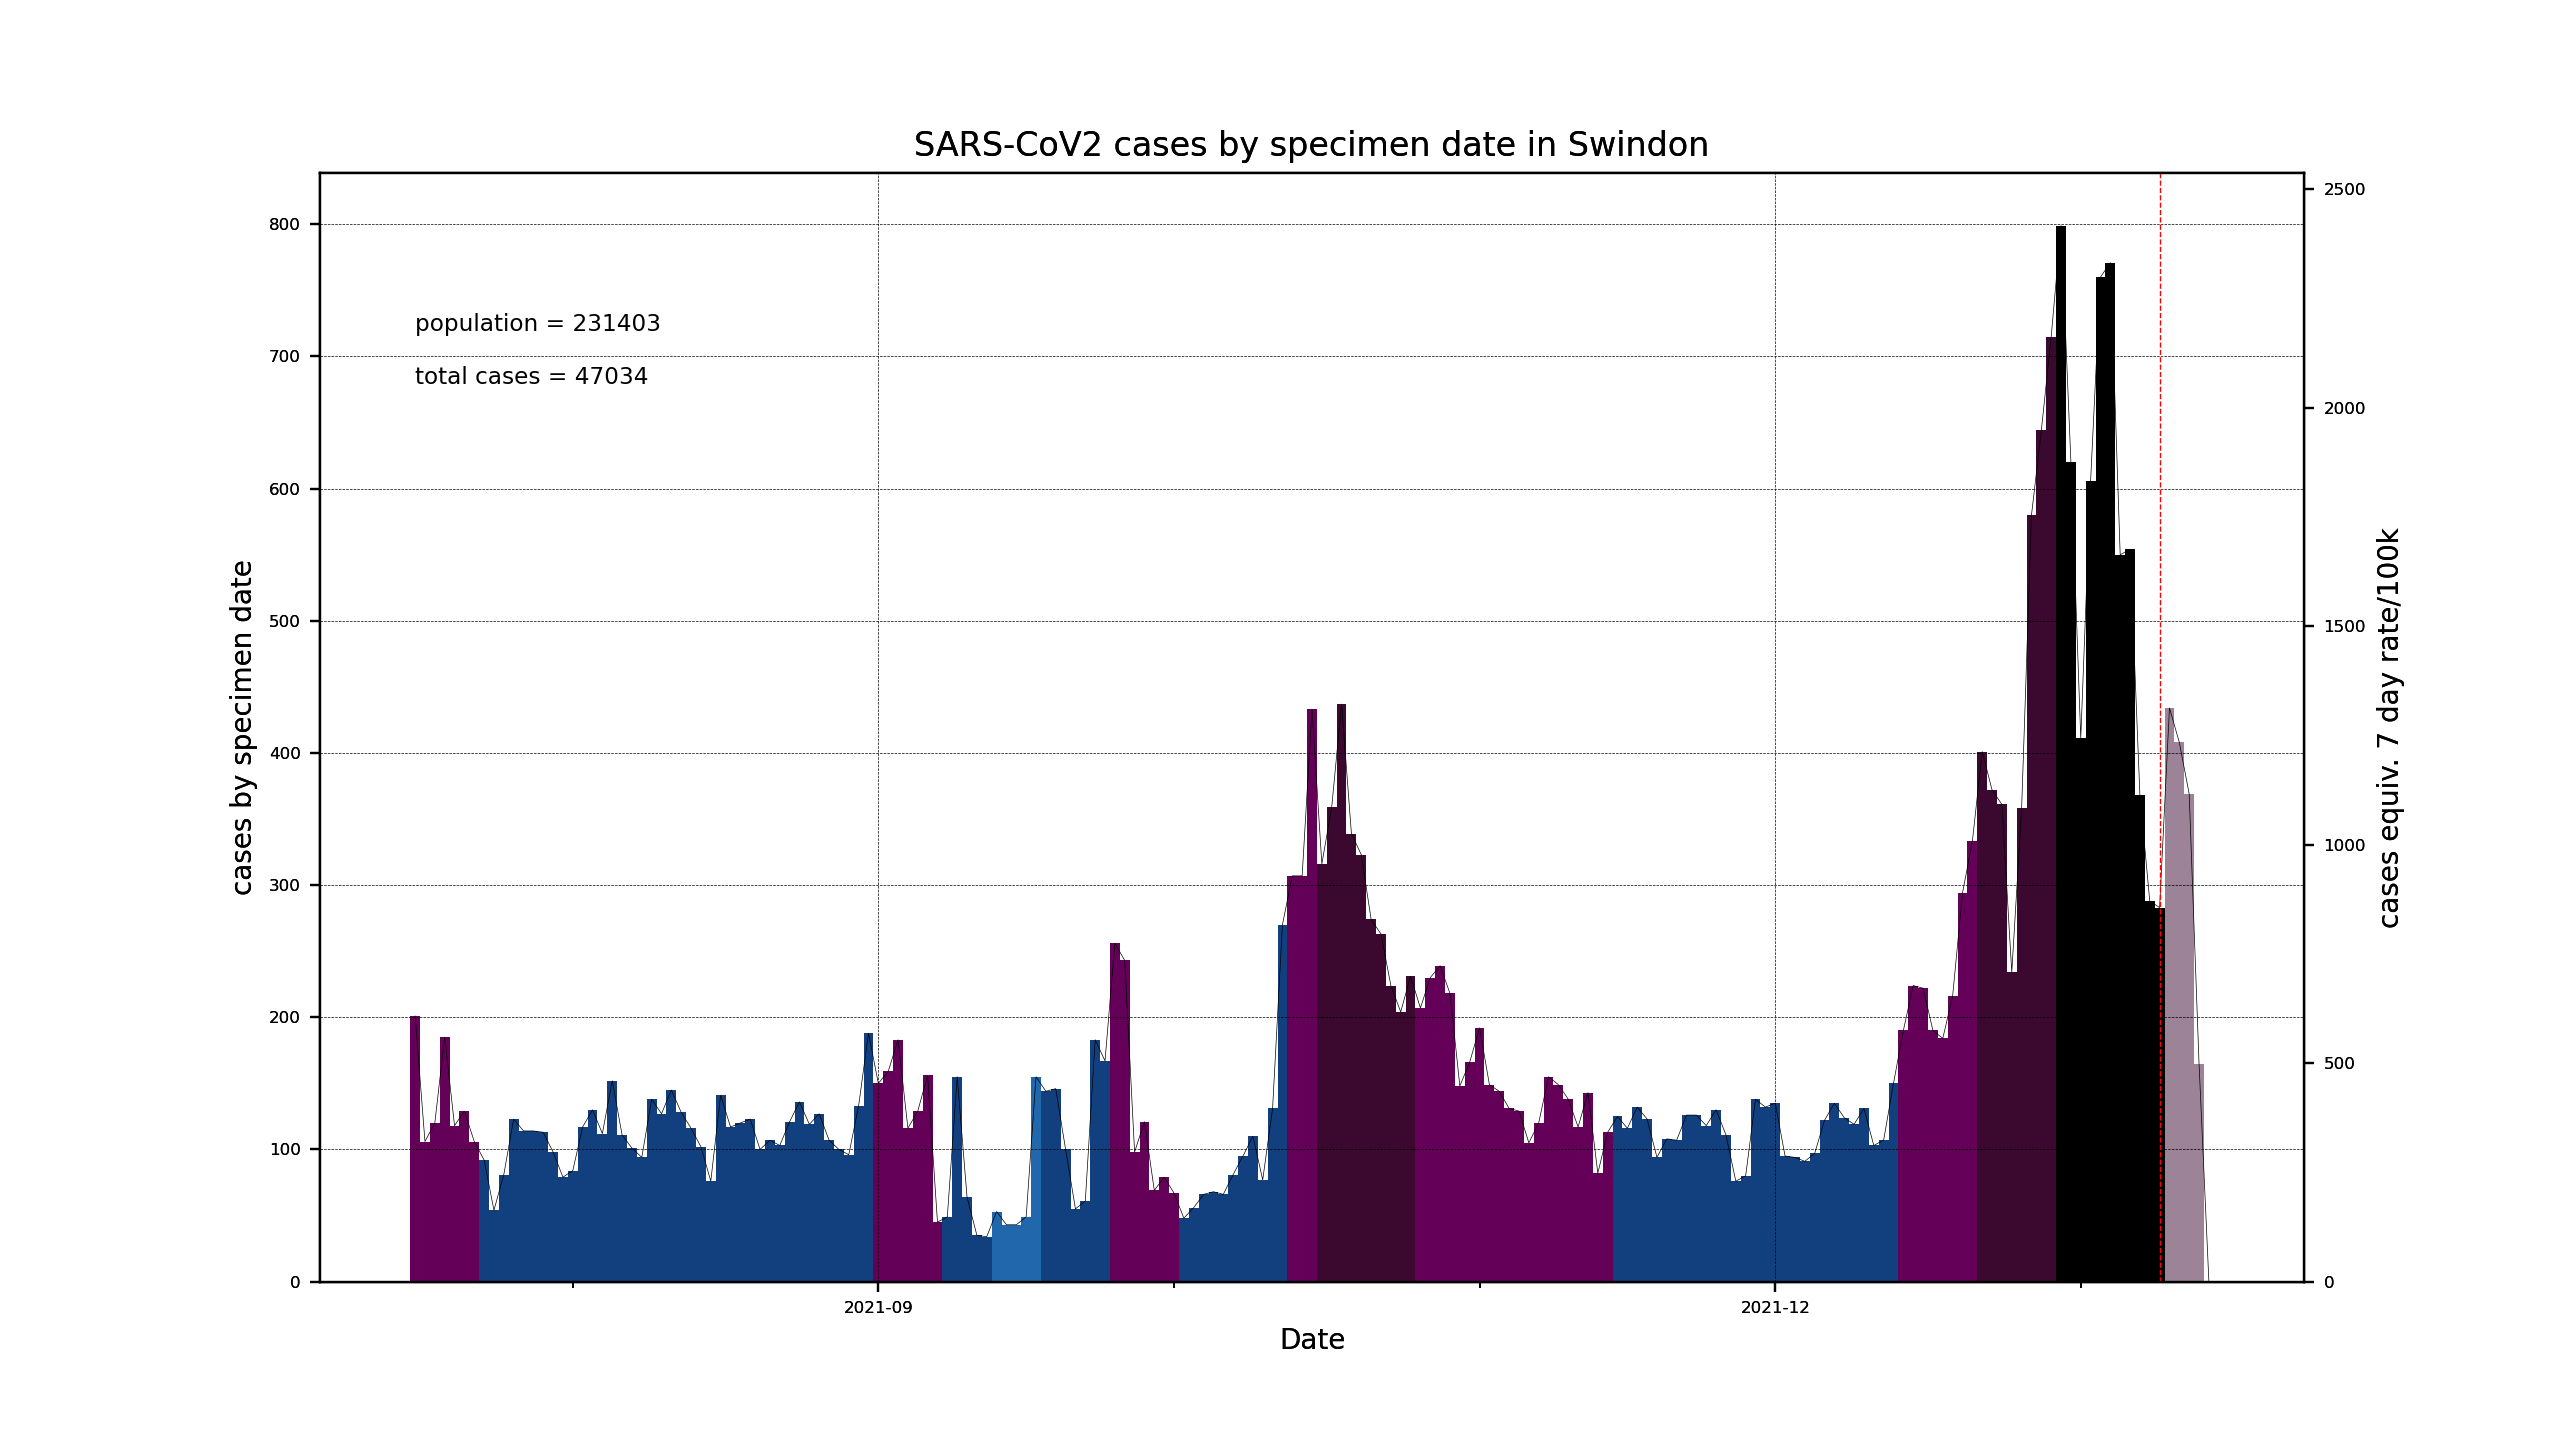 SARS-CoV2 cases by specimen date in Swindon
population = 231403
total cases = 47034
cases by specimen date
800
700
600
500
400
300
200
100
0
2500
2000
1500
1000
500
0
cases equiv. 7 day rate/100k
2021-09
2021-12
Date